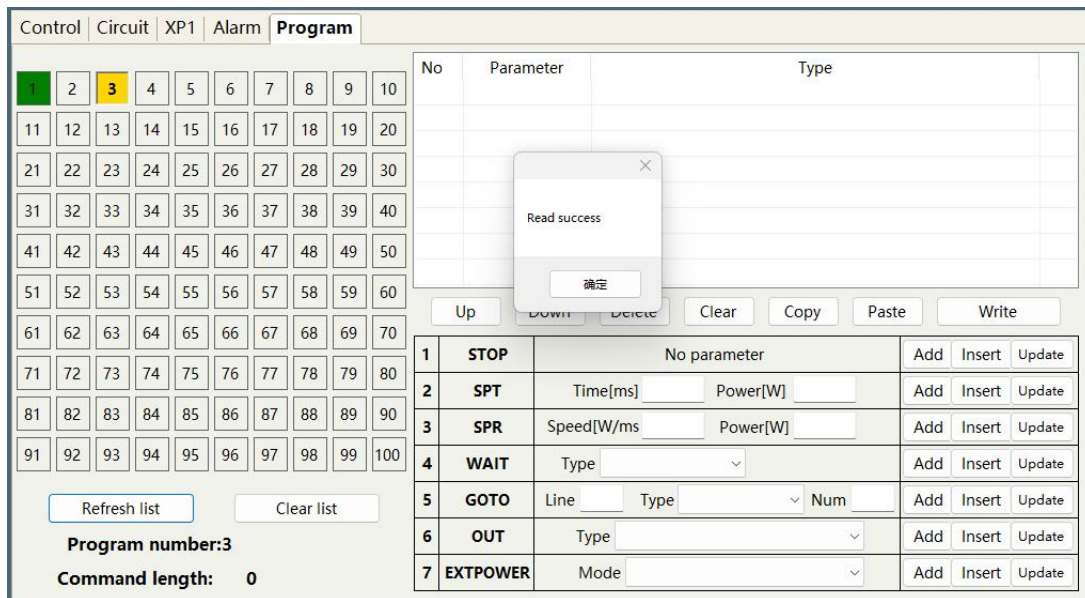 Control Circuit XP1 Alarm Program
No Parameter Type
1 2 3 4 5 6 7 8 9 10
11 12 13 14 15 16 17 18 19 20
21 22 23 24 25 26 27 28 29 30
31 32 33 34 35 36 37 38 39 40
41 42 43 44 45 46 47 48 49 50
51 52 53 54 55 56 57 58 59 60
61 62 63 64 65 66 67 68 69 70
71 72 73 74 75 76 77 78 79 80
81 82 83 84 85 86 87 88 89 90
91 92 93 94 95 96 97 98 99 100
Refresh list Clear list
Program number:3
Command length: 0
Read success
确定
Up Down Delete Clear Copy Paste Write
1 STOP No parameter Add Insert Update
2 SPT Time[ms] Power[W] Add Insert Update
3 SPR Speed[W/ms Power[W] Add Insert Update
4 WAIT Type Add Insert Update
5 GOTO Line Type Num Add Insert Update
6 OUT Type Add Insert Update
7 EXTPOWER Mode Add Insert Update